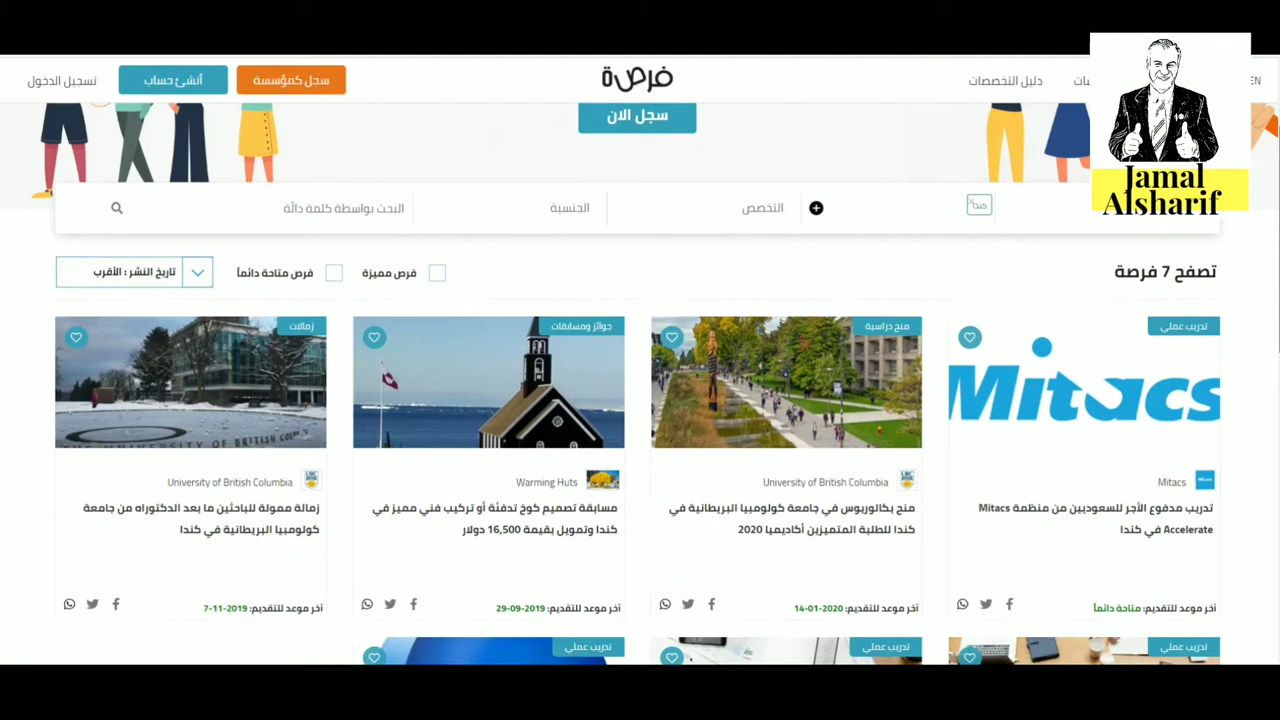 EN
دليل التخصصات
فرصة
سجل كمؤسسة
أنشئ حساب
تسجيل الدخول
Jamal
Alsharif
سجل الان
كندا
التخصص
الجنسية
البحث بواسطة كلمة دالّة
تصفح 7 فرصة
فرص مميزة
فرص متاحة دائماً
تاريخ النشر : الأقرب
تدريب عملي
Mitacs
Mitacs
تدريب مدفوع الأجر للسعوديين من منظمة Mitacs
Accelerate في كندا
آخر موعد للتقديم: متاحة دائماً
منح دراسية
University of British Columbia
منح بكالوريوس في جامعة كولومبيا البريطانية في
كندا للطلبة المتميزين أكاديميا 2020
آخر موعد للتقديم: 14-01-2020
جوائز ومسابقات
Warming Huts
مسابقة تصميم كوخ تدفئة أو تركيب فني مميز في
كندا وتمويل بقيمة 16,500 دولار
آخر موعد للتقديم: 29-09-2019
زمالات
University of British Columbia
زمالة ممولة للباحثين ما بعد الدكتوراه من جامعة
كولومبيا البريطانية في كندا
آخر موعد للتقديم: 7-11-2019
تدريب عملي
تدريب عملي
تدريب عملي